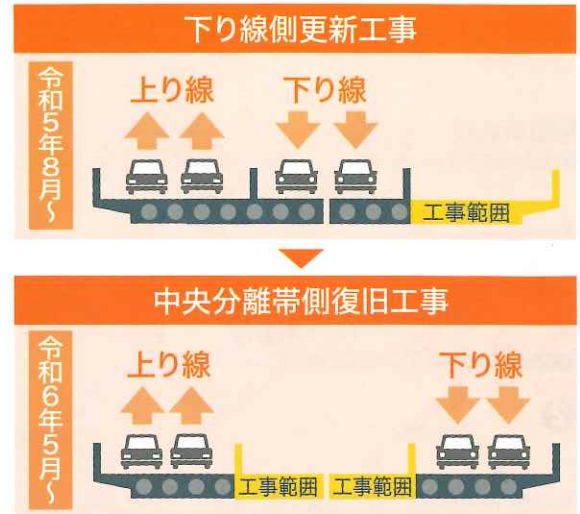 下り線側更新工事
令和5年8月〜
上り線
下り線
工事範囲
中央分離帯側復旧工事
令和6年5月〜
上り線
下り線
工事範囲
工事範囲